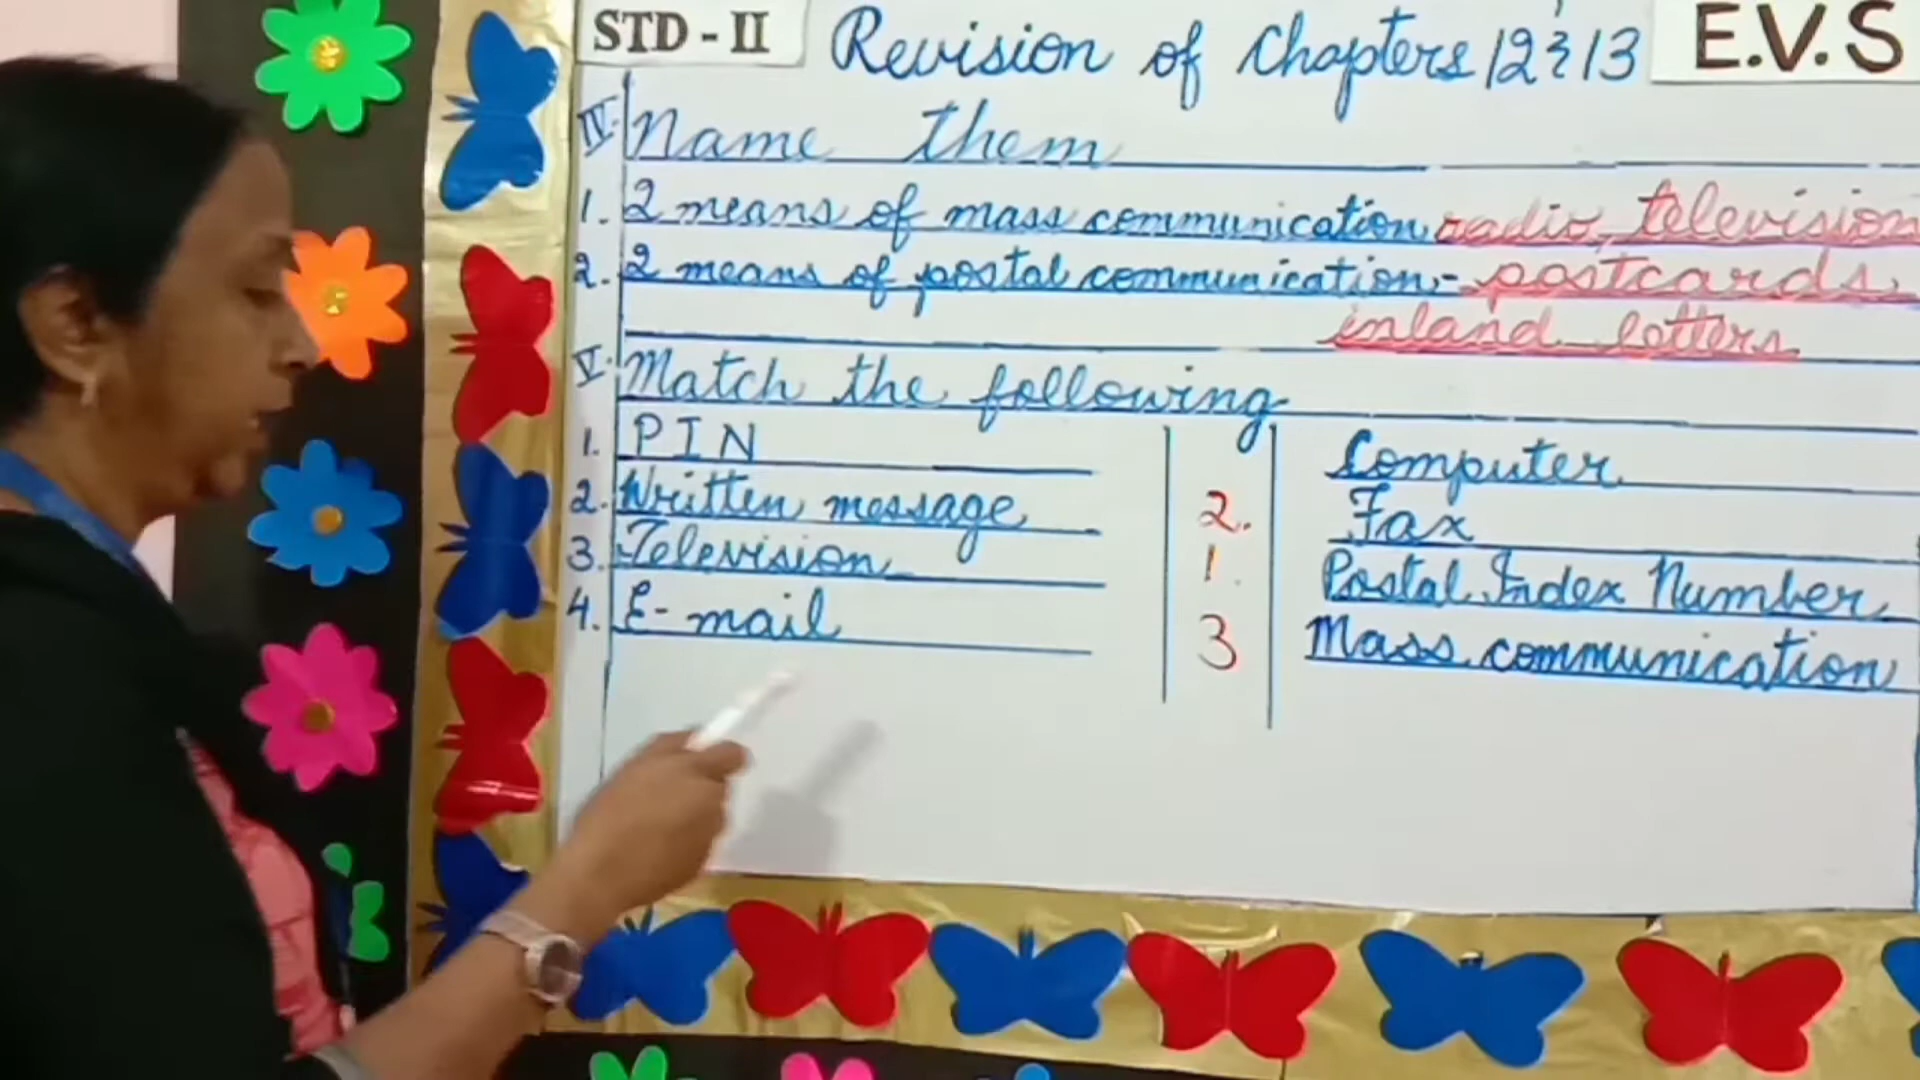 STD - II
Revision of Chapters 12 & 13
E.V.S
IV. Name them
1. 2 means of mass communication radio, television
2. 2 means of postal communication - postcards,
inland letters
V. Match the following
1. PIN Computer
2. Written message 2. Fax
3. Television 1. Postal Index Number
4. E-mail 3 Mass communication